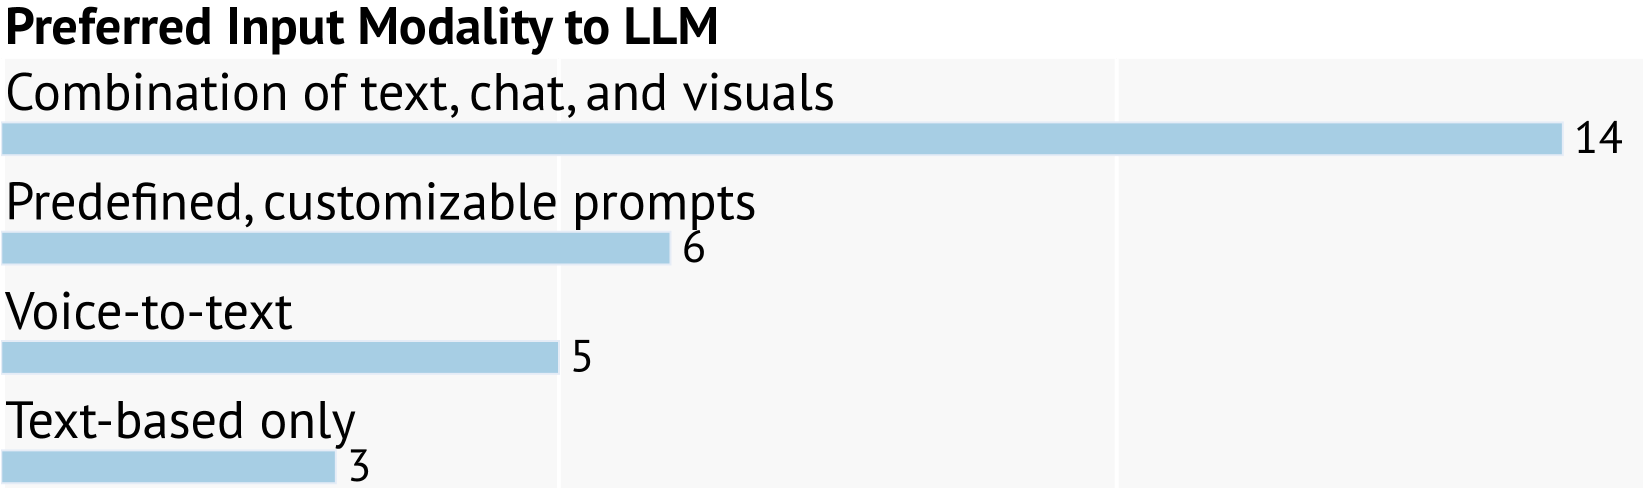 Preferred Input Modality to LLM
Combination of text, chat, and visuals
14
Predefined, customizable prompts
6
Voice-to-text
5
Text-based only
3